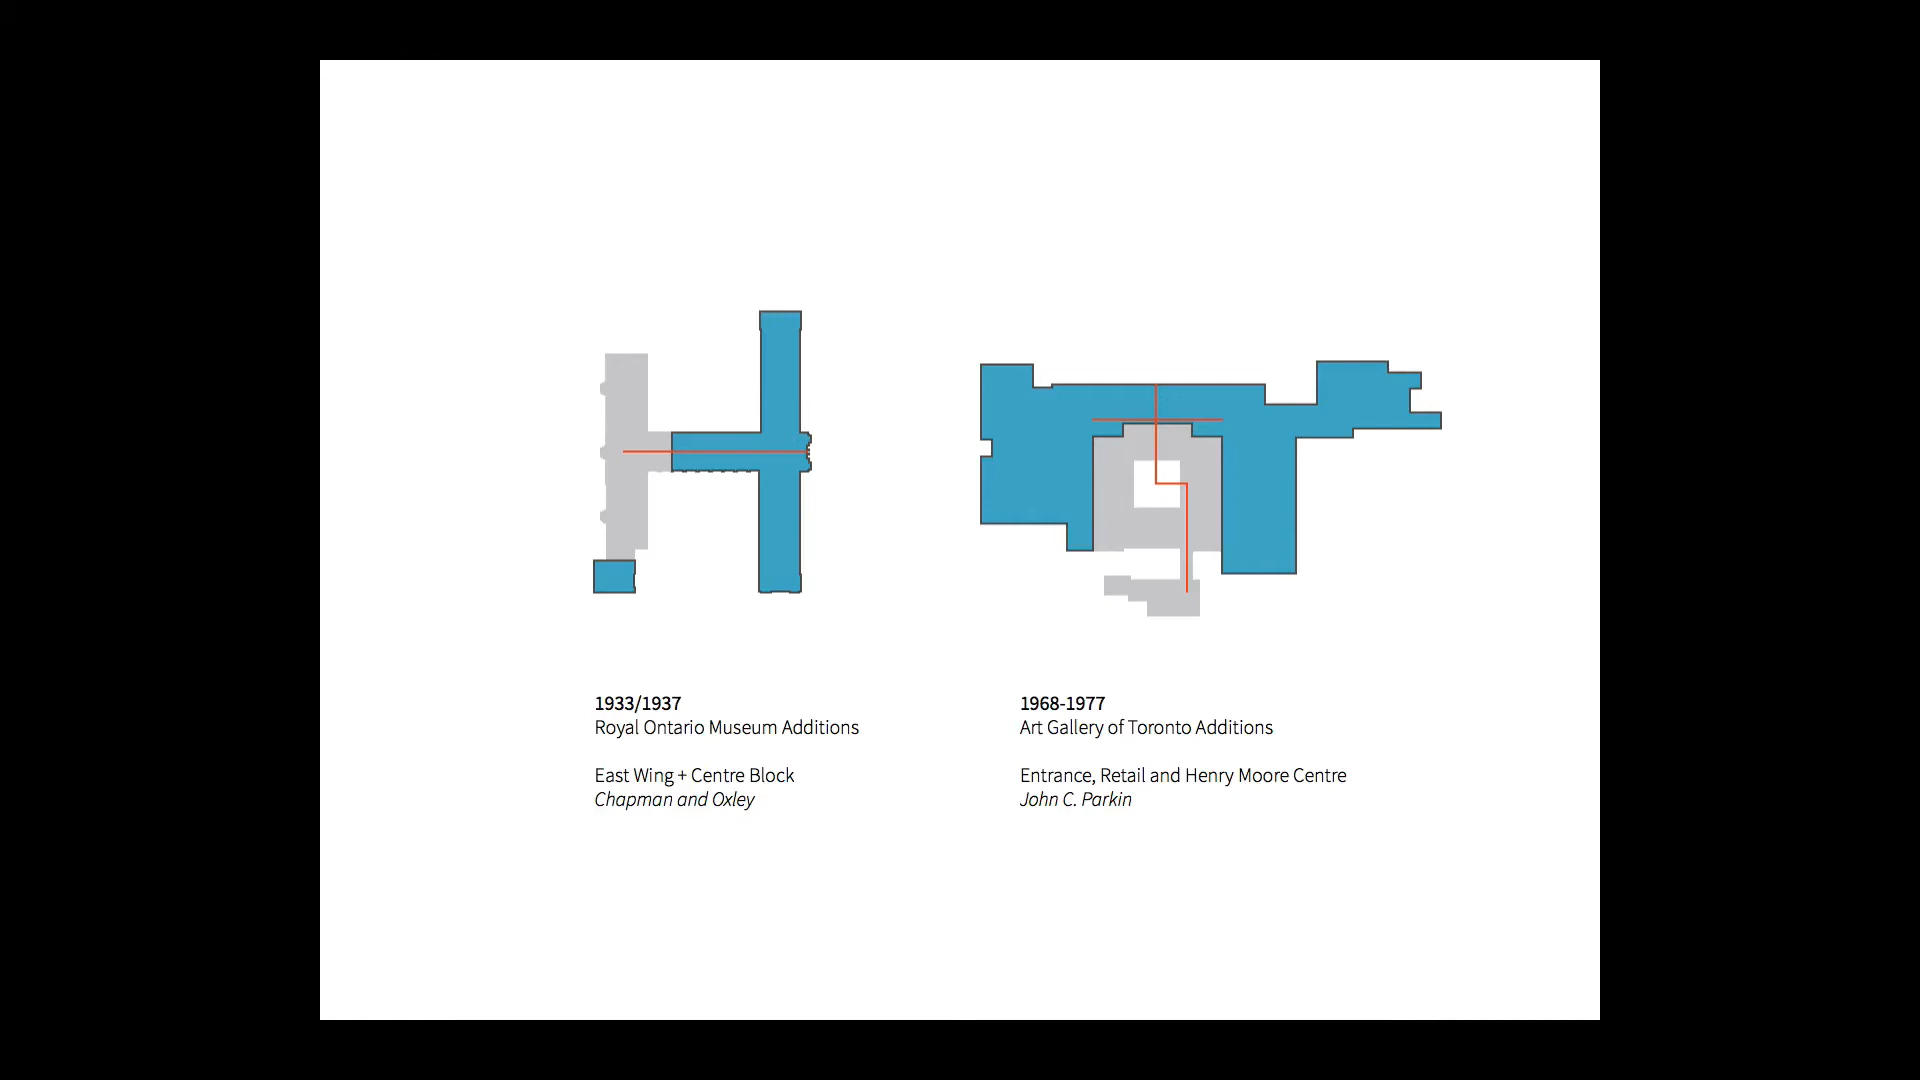 1933/1937
Royal Ontario Museum Additions
East Wing + Centre Block
Chapman and Oxley
1968-1977
Art Gallery of Toronto Additions
Entrance, Retail and Henry Moore Centre
John C. Parkin